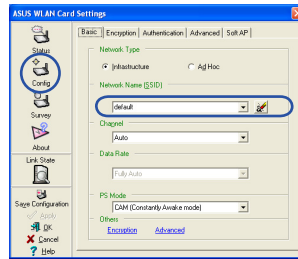 ASUS WLAN Card Settings
Status
Config
Survey
About
Link State
Save Configuration
Apply
OK
Cancel
Help
Basic Encryption Authentication Advanced Soft AP
Network Type
Infrastructure Ad Hoc
Network Name (SSID)
default
Channel
Auto
Data Rate
Fully Auto
PS Mode
CAM (Constantly Awake mode)
Others
Encryption Advanced